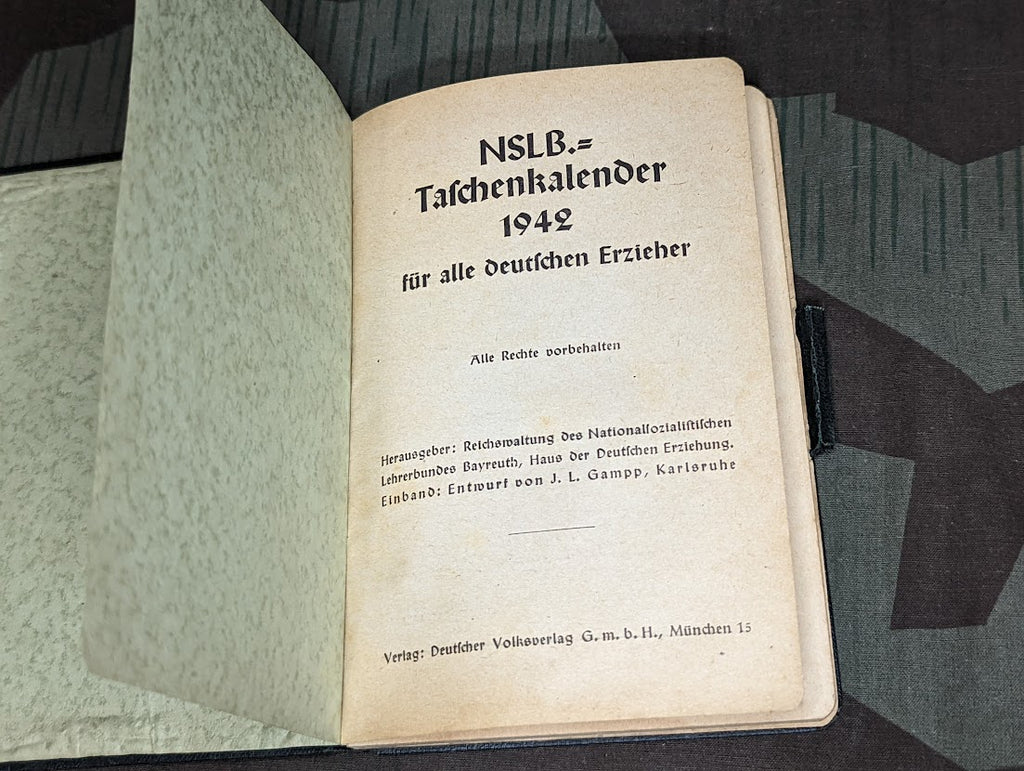 NSLB.=
Taſchenkalender
1942
für alle deutſchen Erzieher
Alle Rechte vorbehalten
Herausgeber: Reichswaltung des Nationalſozialiſtiſchen
Lehrerbundes Bayreuth, Haus der Deutſchen Erziehung.
Einband: Entwurf von J. L. Gampp, Karlsruhe
Verlag: Deutſcher Volksverlag G. m. b. H., München 15